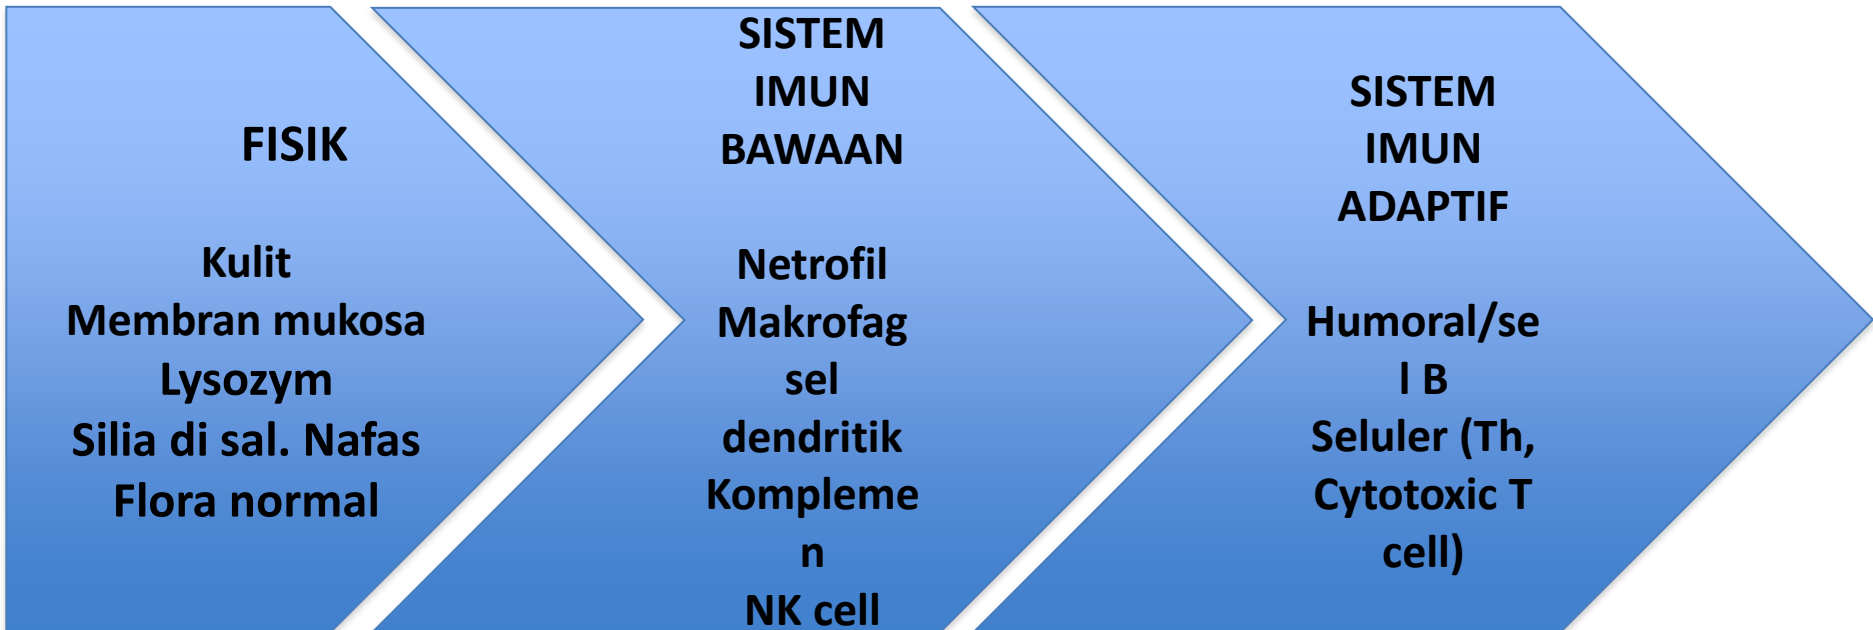 FISIK
Kulit
Membran mukosa
Lysozym
Silia di sal. Nafas
Flora normal
SISTEM
IMUN
BAWAAN
Netrofil
Makrofag
sel
dendritik
Kompleme
n
NK cell
SISTEM
IMUN
ADAPTIF
Humoral/se
l B
Seluler (Th,
Cytotoxic T
cell)